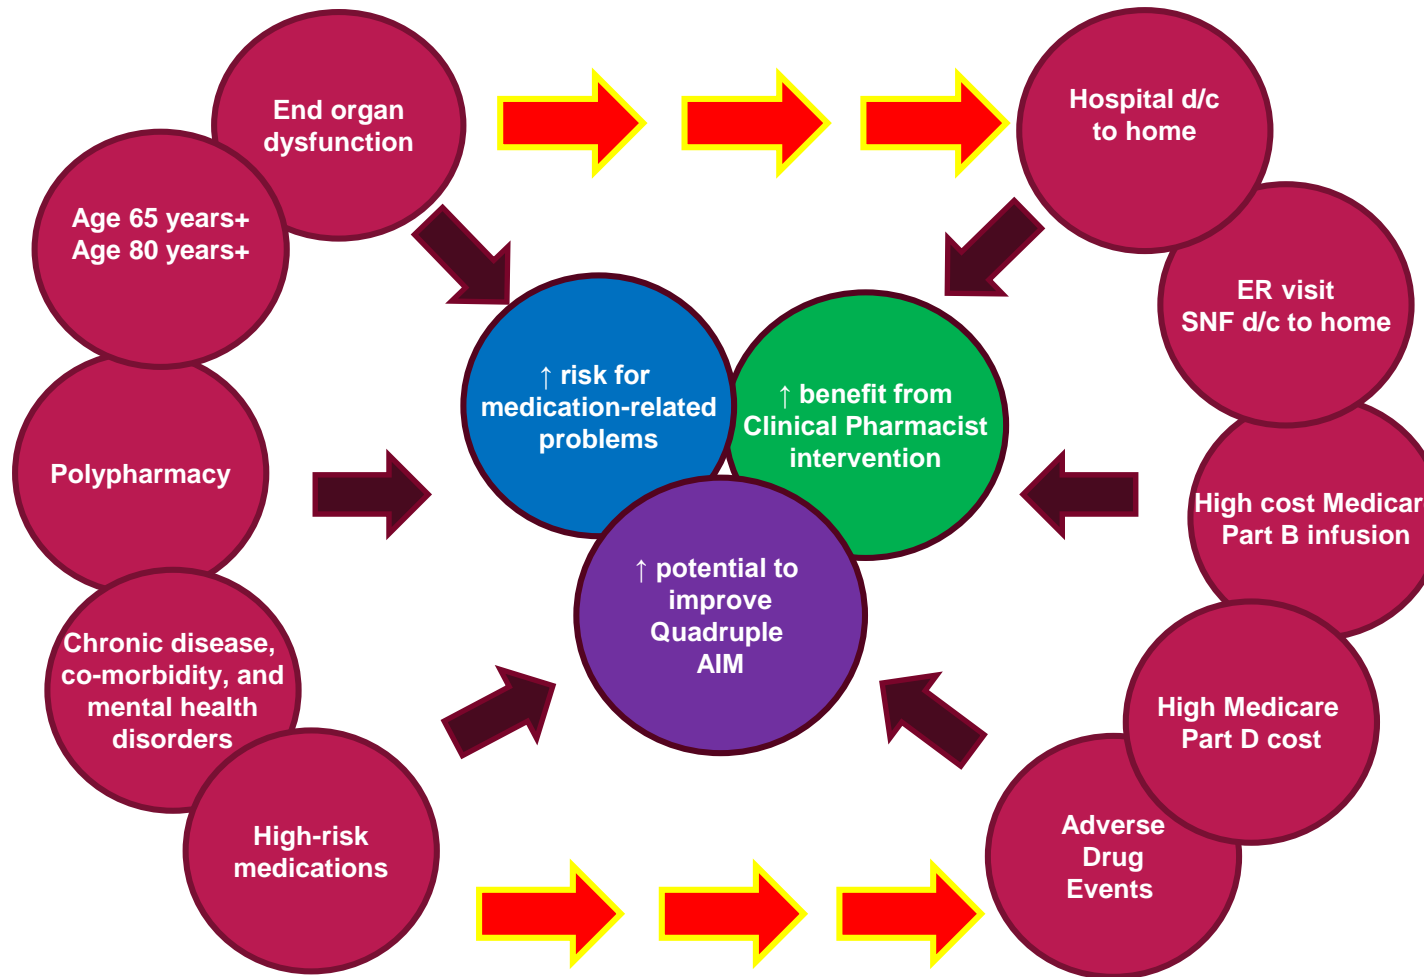 End organ
dysfunction
Age 65 years+
Age 80 years+
Polypharmacy
Chronic disease,
co-morbidity, and
mental health
disorders
High-risk
medications
↑ risk for
medication-related
problems
↑ benefit from
Clinical Pharmacist
intervention
↑ potential to
improve
Quadruple
AIM
Hospital d/c
to home
ER visit
SNF d/c to home
High cost Medicare
Part B infusion
High Medicare
Part D cost
Adverse
Drug
Events